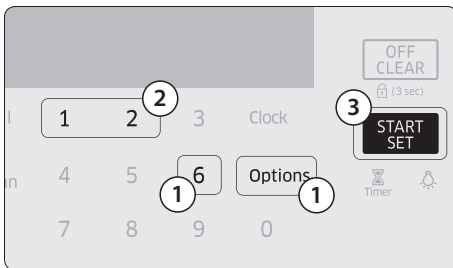 OFF
CLEAR
(3 sec)
2
3
l 1 2 3 Clock
START
SET
n 4 5 6 Options
1 1
Timer
7 8 9 0